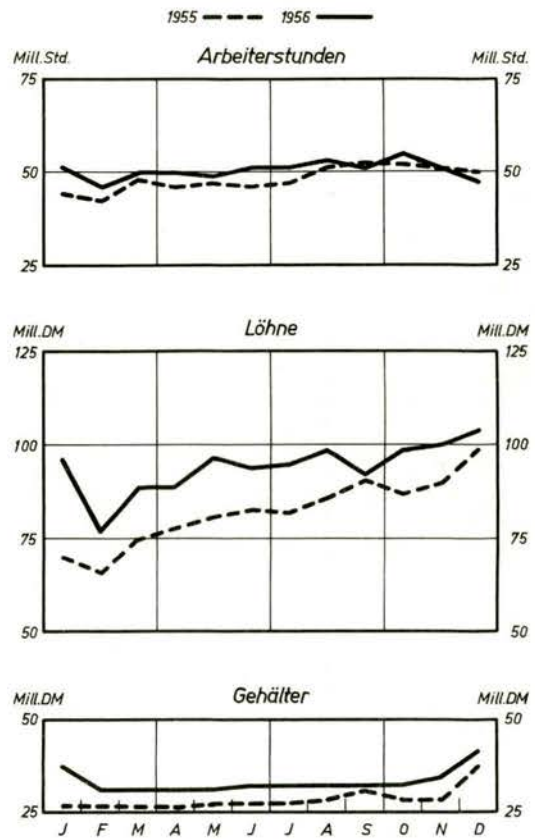 1955 1956
Mill.Std. Arbeiterstunden Mill.Std.
75 75
50 50
25 25
Mill.DM Löhne Mill.DM
125 125
100 100
75 75
50 50
Mill.DM Gehälter Mill.DM
50 50
25 25
J F M A M J J A S O N D